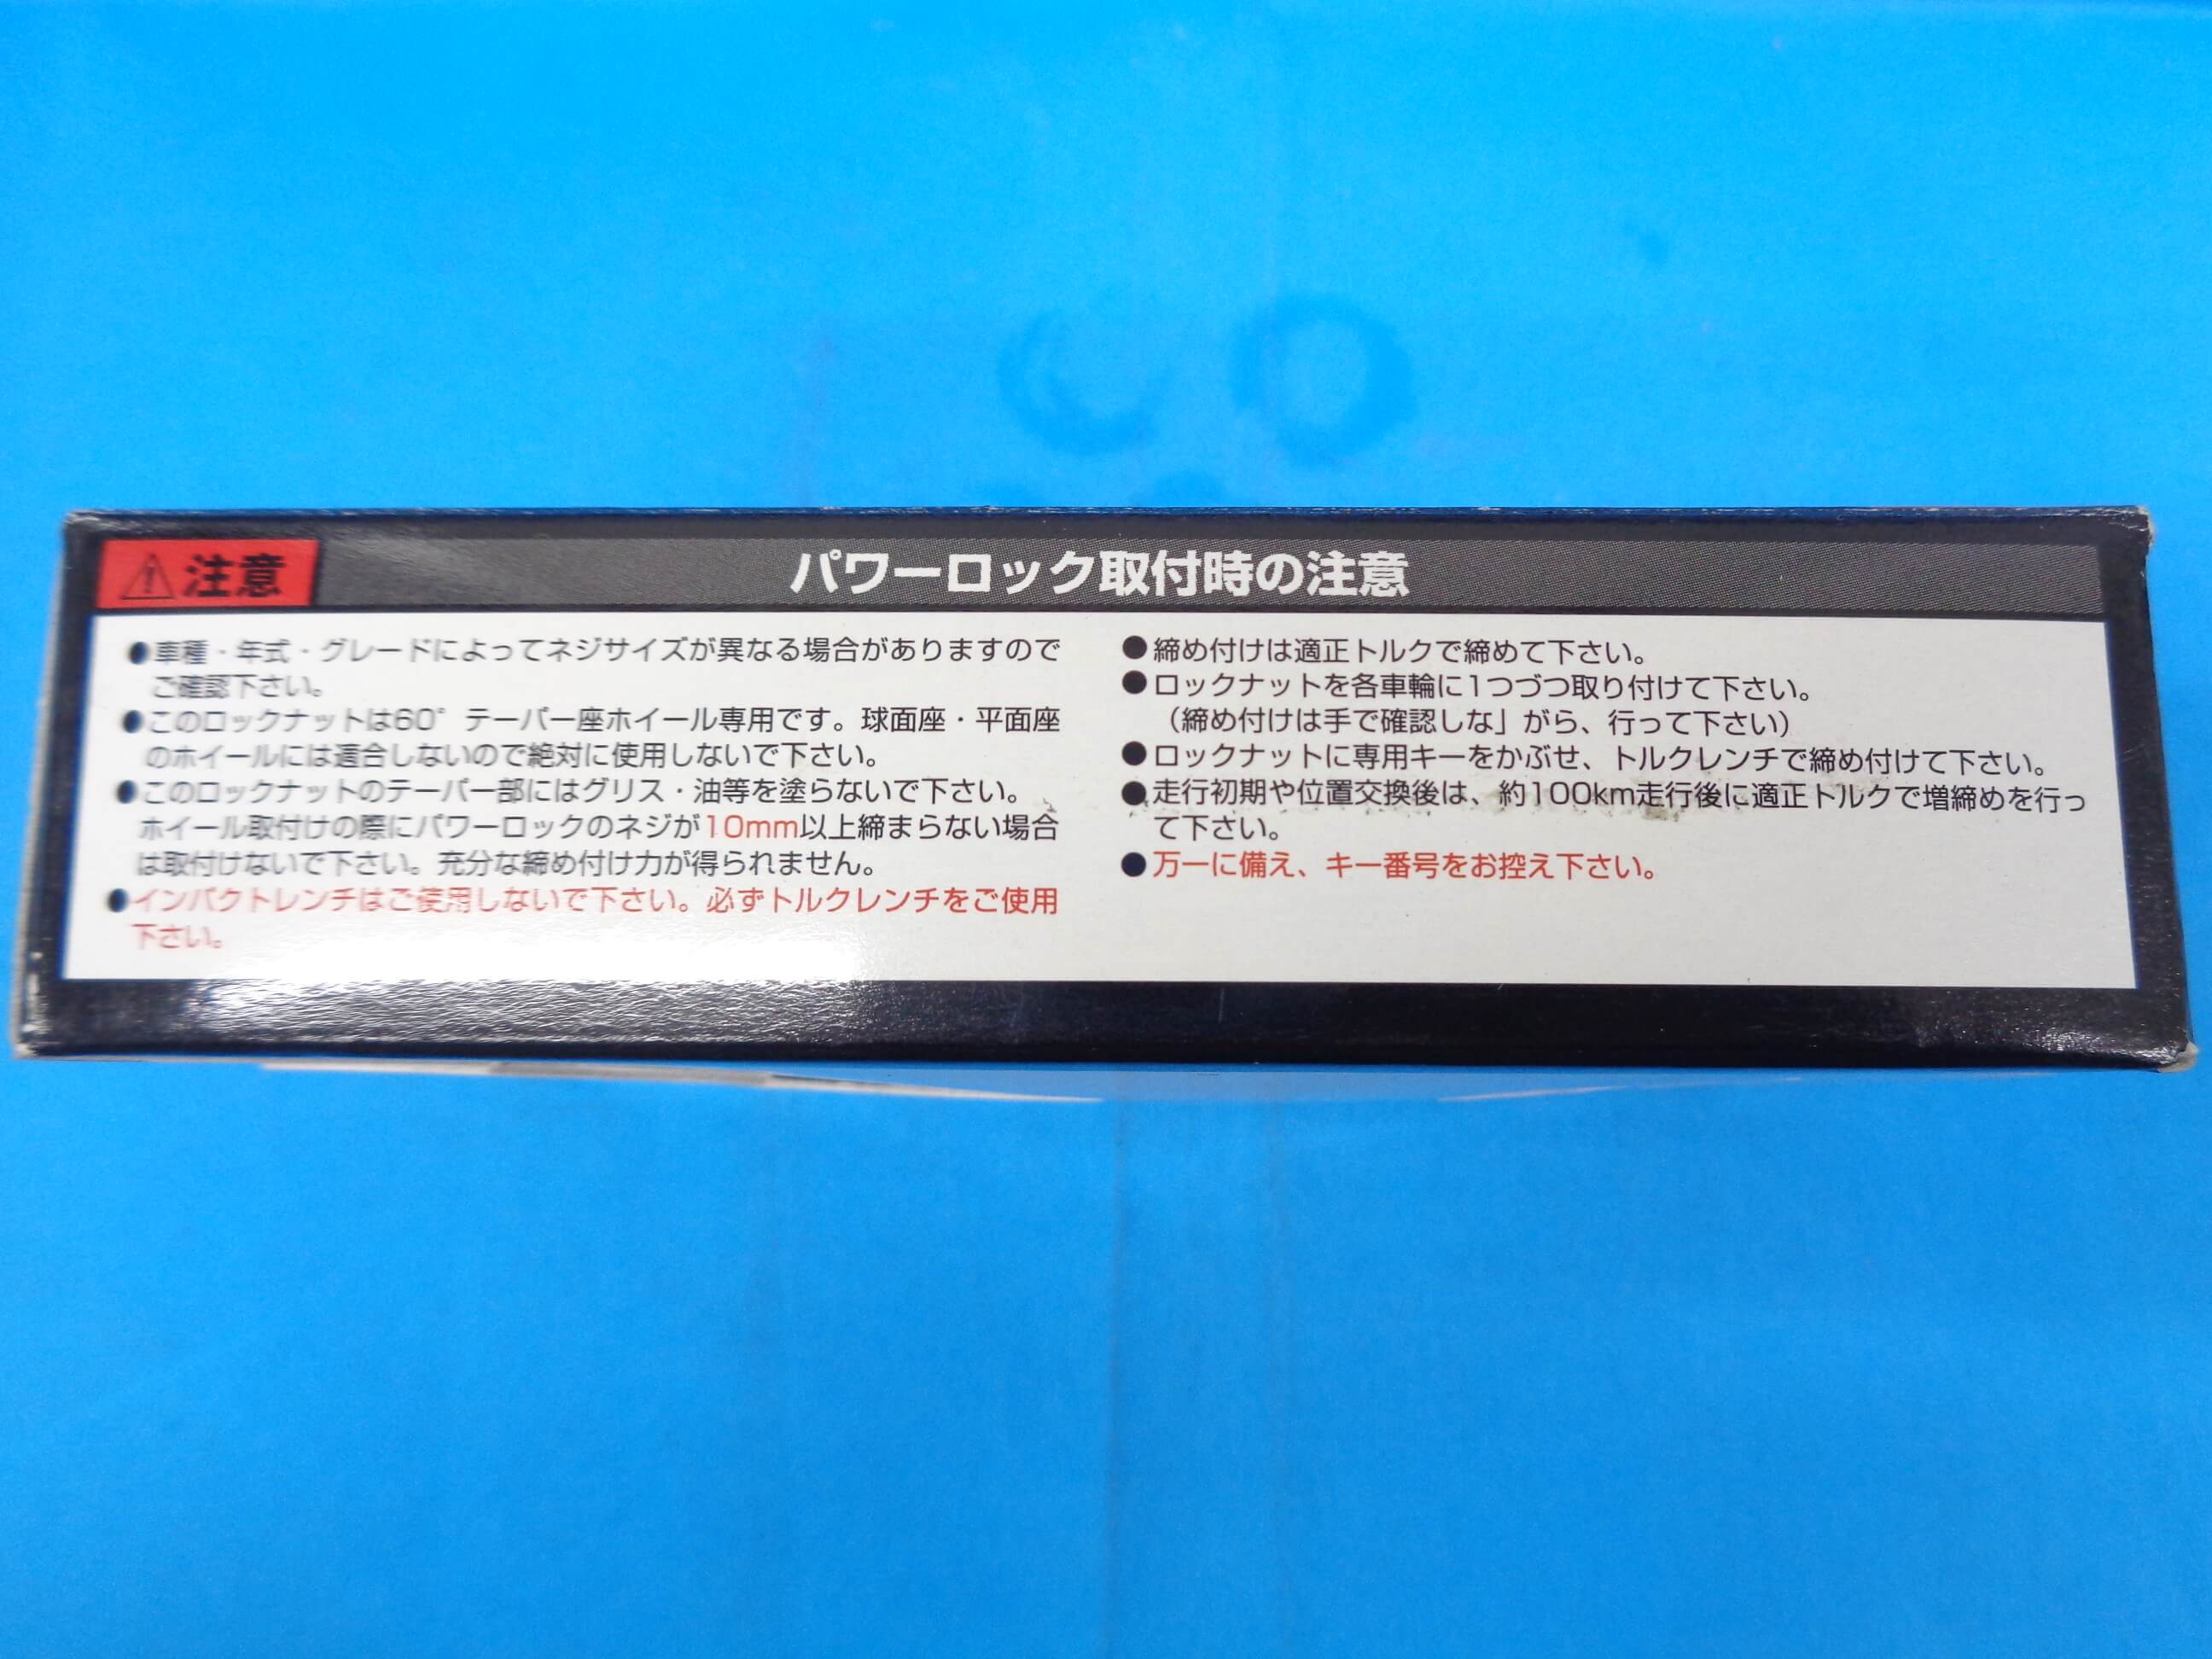 注意
パワーロック取付時の注意
●車種・年式・グレードによってネジサイズが異なる場合がありますので
ご確認下さい。
●このロックナットは60°テーパー座ホイール専用です。球面座・平面座
のホイールには適合しないので絶対に使用しないで下さい。
●このロックナットのテーパー部にはグリス・油等を塗らないで下さい。
ホイール取付けの際にパワーロックのネジが10mm以上締まらない場合
は取付けないで下さい。充分な締め付け力が得られません。
●インパクトレンチはご使用しないで下さい。必ずトルクレンチをご使用
下さい。
●締め付けは適正トルクで締めて下さい。
●ロックナットを各車輪に1つづつ取り付けて下さい。
（締め付けは手で確認しな」がら、行って下さい）
●ロックナットに専用キーをかぶせ、トルクレンチで締め付けて下さい。
●走行初期や位置交換後は、約100km走行後に適正トルクで増締めを行っ
て下さい。
●万一に備え、キー番号をお控え下さい。